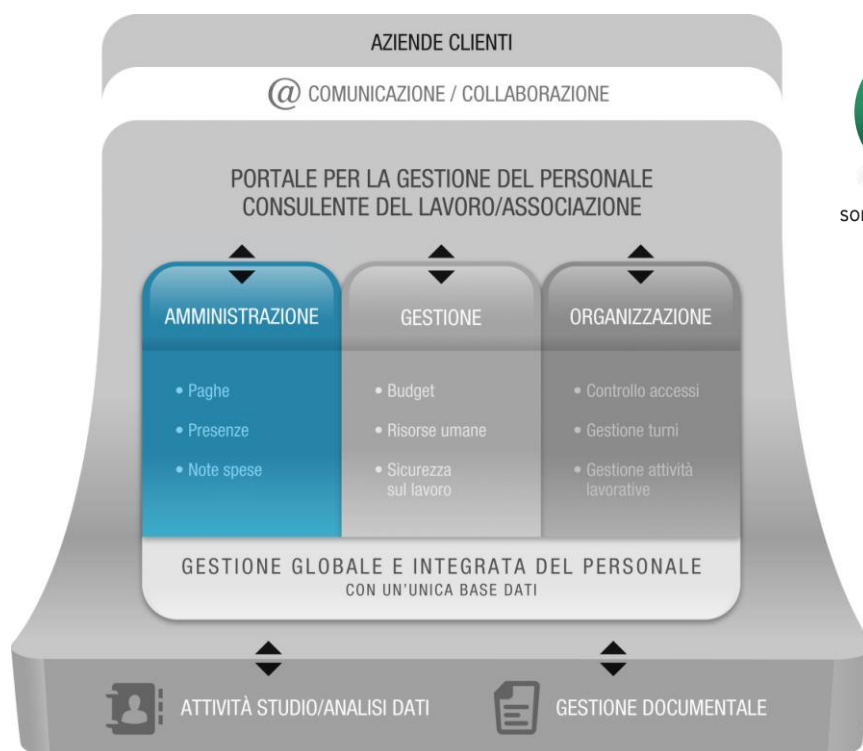 AZIENDE CLIENTI
@ COMUNICAZIONE / COLLABORAZIONE
PORTALE PER LA GESTIONE DEL PERSONALE
CONSULENTE DEL LAVORO/ASSOCIAZIONE
AMMINISTRAZIONE
• Paghe
• Presenze
• Note spese
GESTIONE
• Budget
• Risorse umane
• Sicurezza
sul lavoro
ORGANIZZAZIONE
• Controllo accessi
• Gestione turni
• Gestione attività
lavorative
GESTIONE GLOBALE E INTEGRATA DEL PERSONALE
CON UN'UNICA BASE DATI
ATTIVITÀ STUDIO/ANALISI DATI
GESTIONE DOCUMENTALE